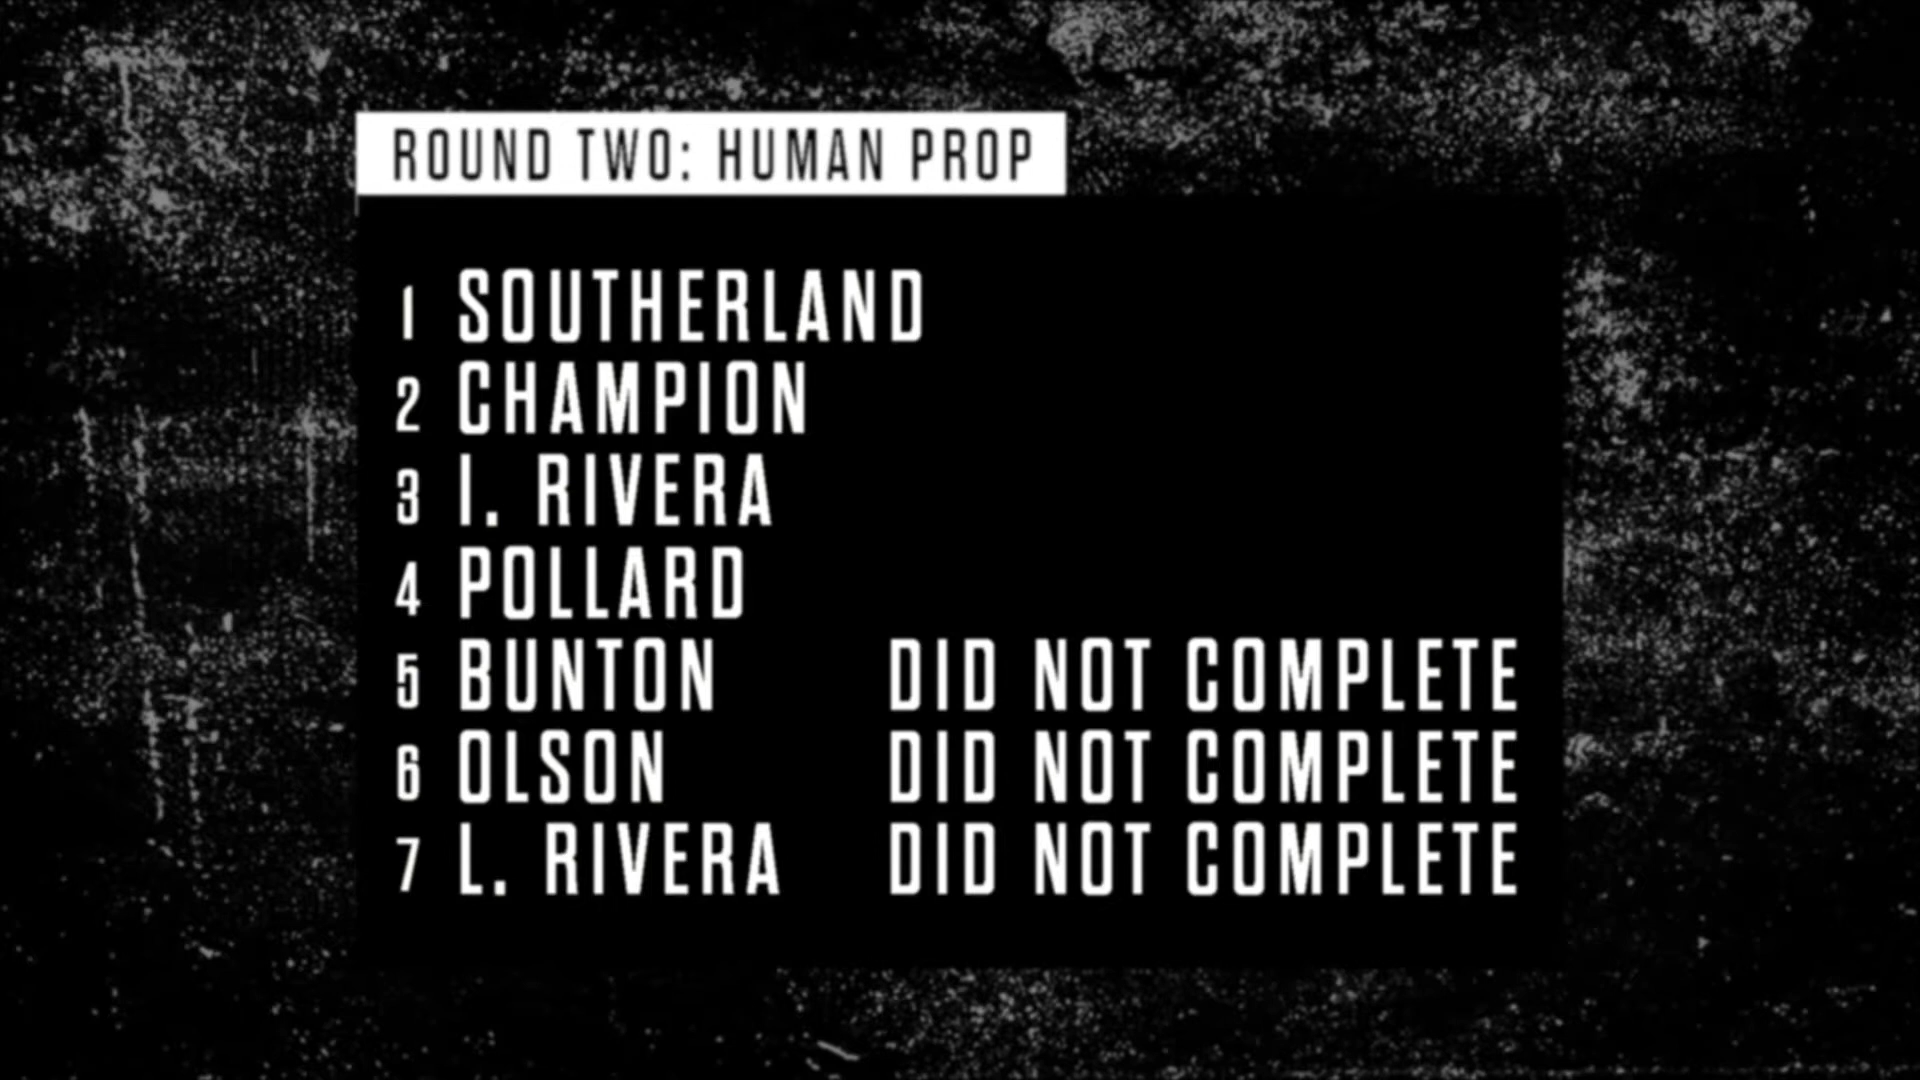 ROUND TWO: HUMAN PROP
1 SOUTHERLAND
2 CHAMPION
3 I. RIVERA
4 POLLARD
5 BUNTON DID NOT COMPLETE
6 OLSON DID NOT COMPLETE
7 L. RIVERA DID NOT COMPLETE